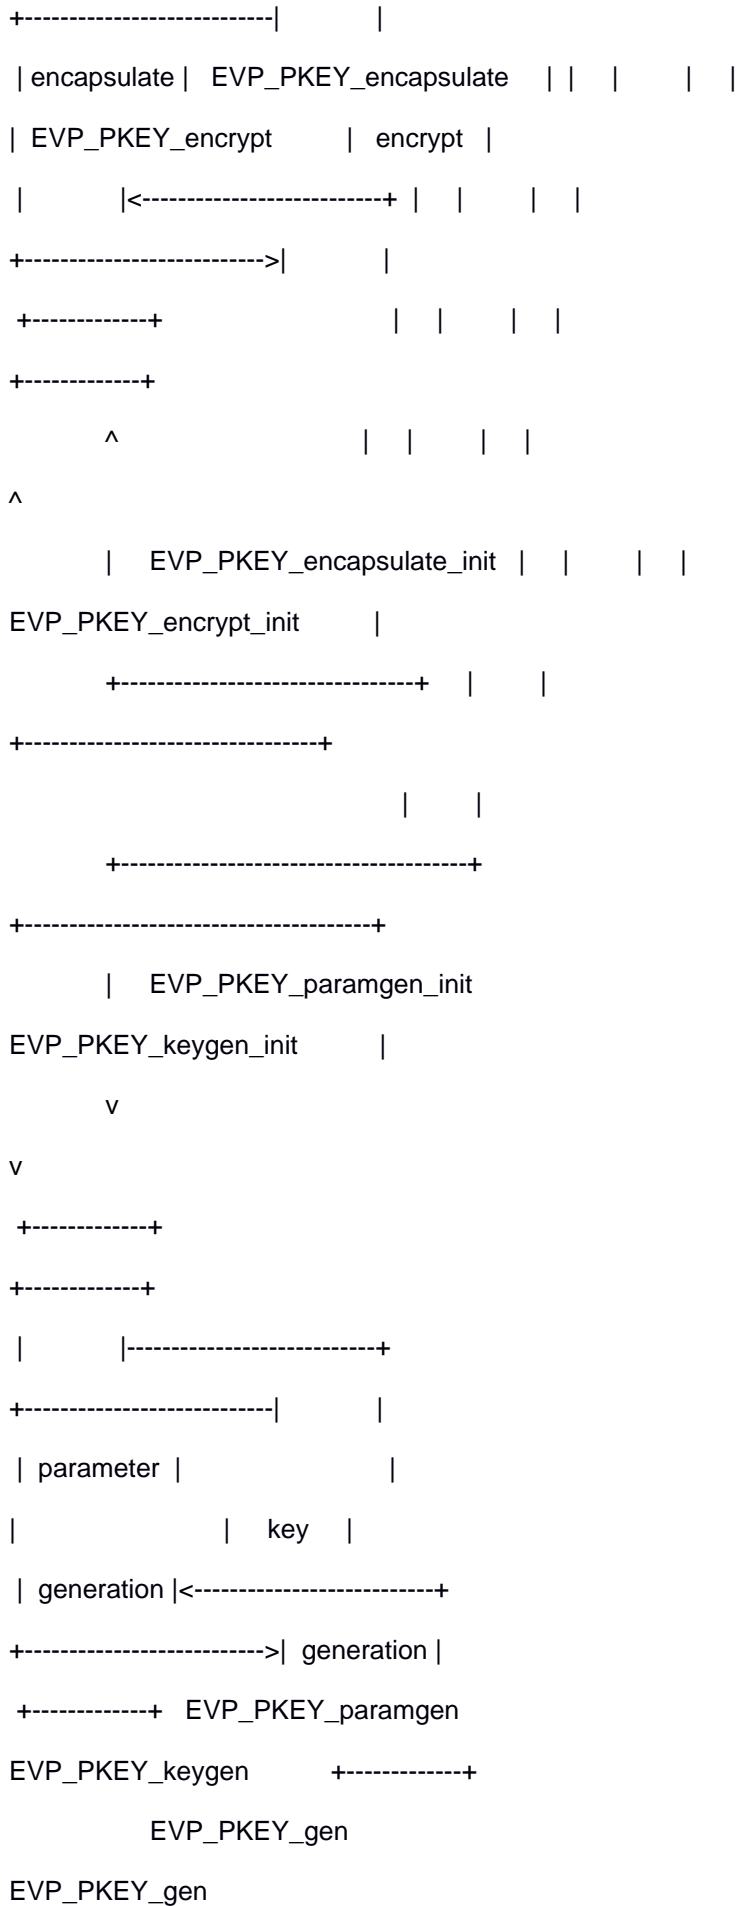 +----------------------------|             |
| encapsulate |   EVP_PKEY_encapsulate     | |     |         |     |
|  EVP_PKEY_encrypt          |   encrypt   |
|             |<---------------------------+  |     |         |     |
+--------------------------->|             |
+-------------+                            |     |         |     |
+-------------+
^                            |     |         |     |
^
|     EVP_PKEY_encapsulate_init   |     |         |     |
EVP_PKEY_encrypt_init          |
+---------------------------------+     |         |
+---------------------------------+
|         |
+---------------------------------------+
+---------------------------------------+
|     EVP_PKEY_paramgen_init
EVP_PKEY_keygen_init           |
v
v
+-------------+
+-------------+
|             |----------------------------+
+----------------------------|             |
|  parameter  |                            |
|                            |     key     |
|  generation |<---------------------------+
+--------------------------->|  generation |
+-------------+   EVP_PKEY_paramgen
EVP_PKEY_keygen          +-------------+
EVP_PKEY_gen
EVP_PKEY_gen